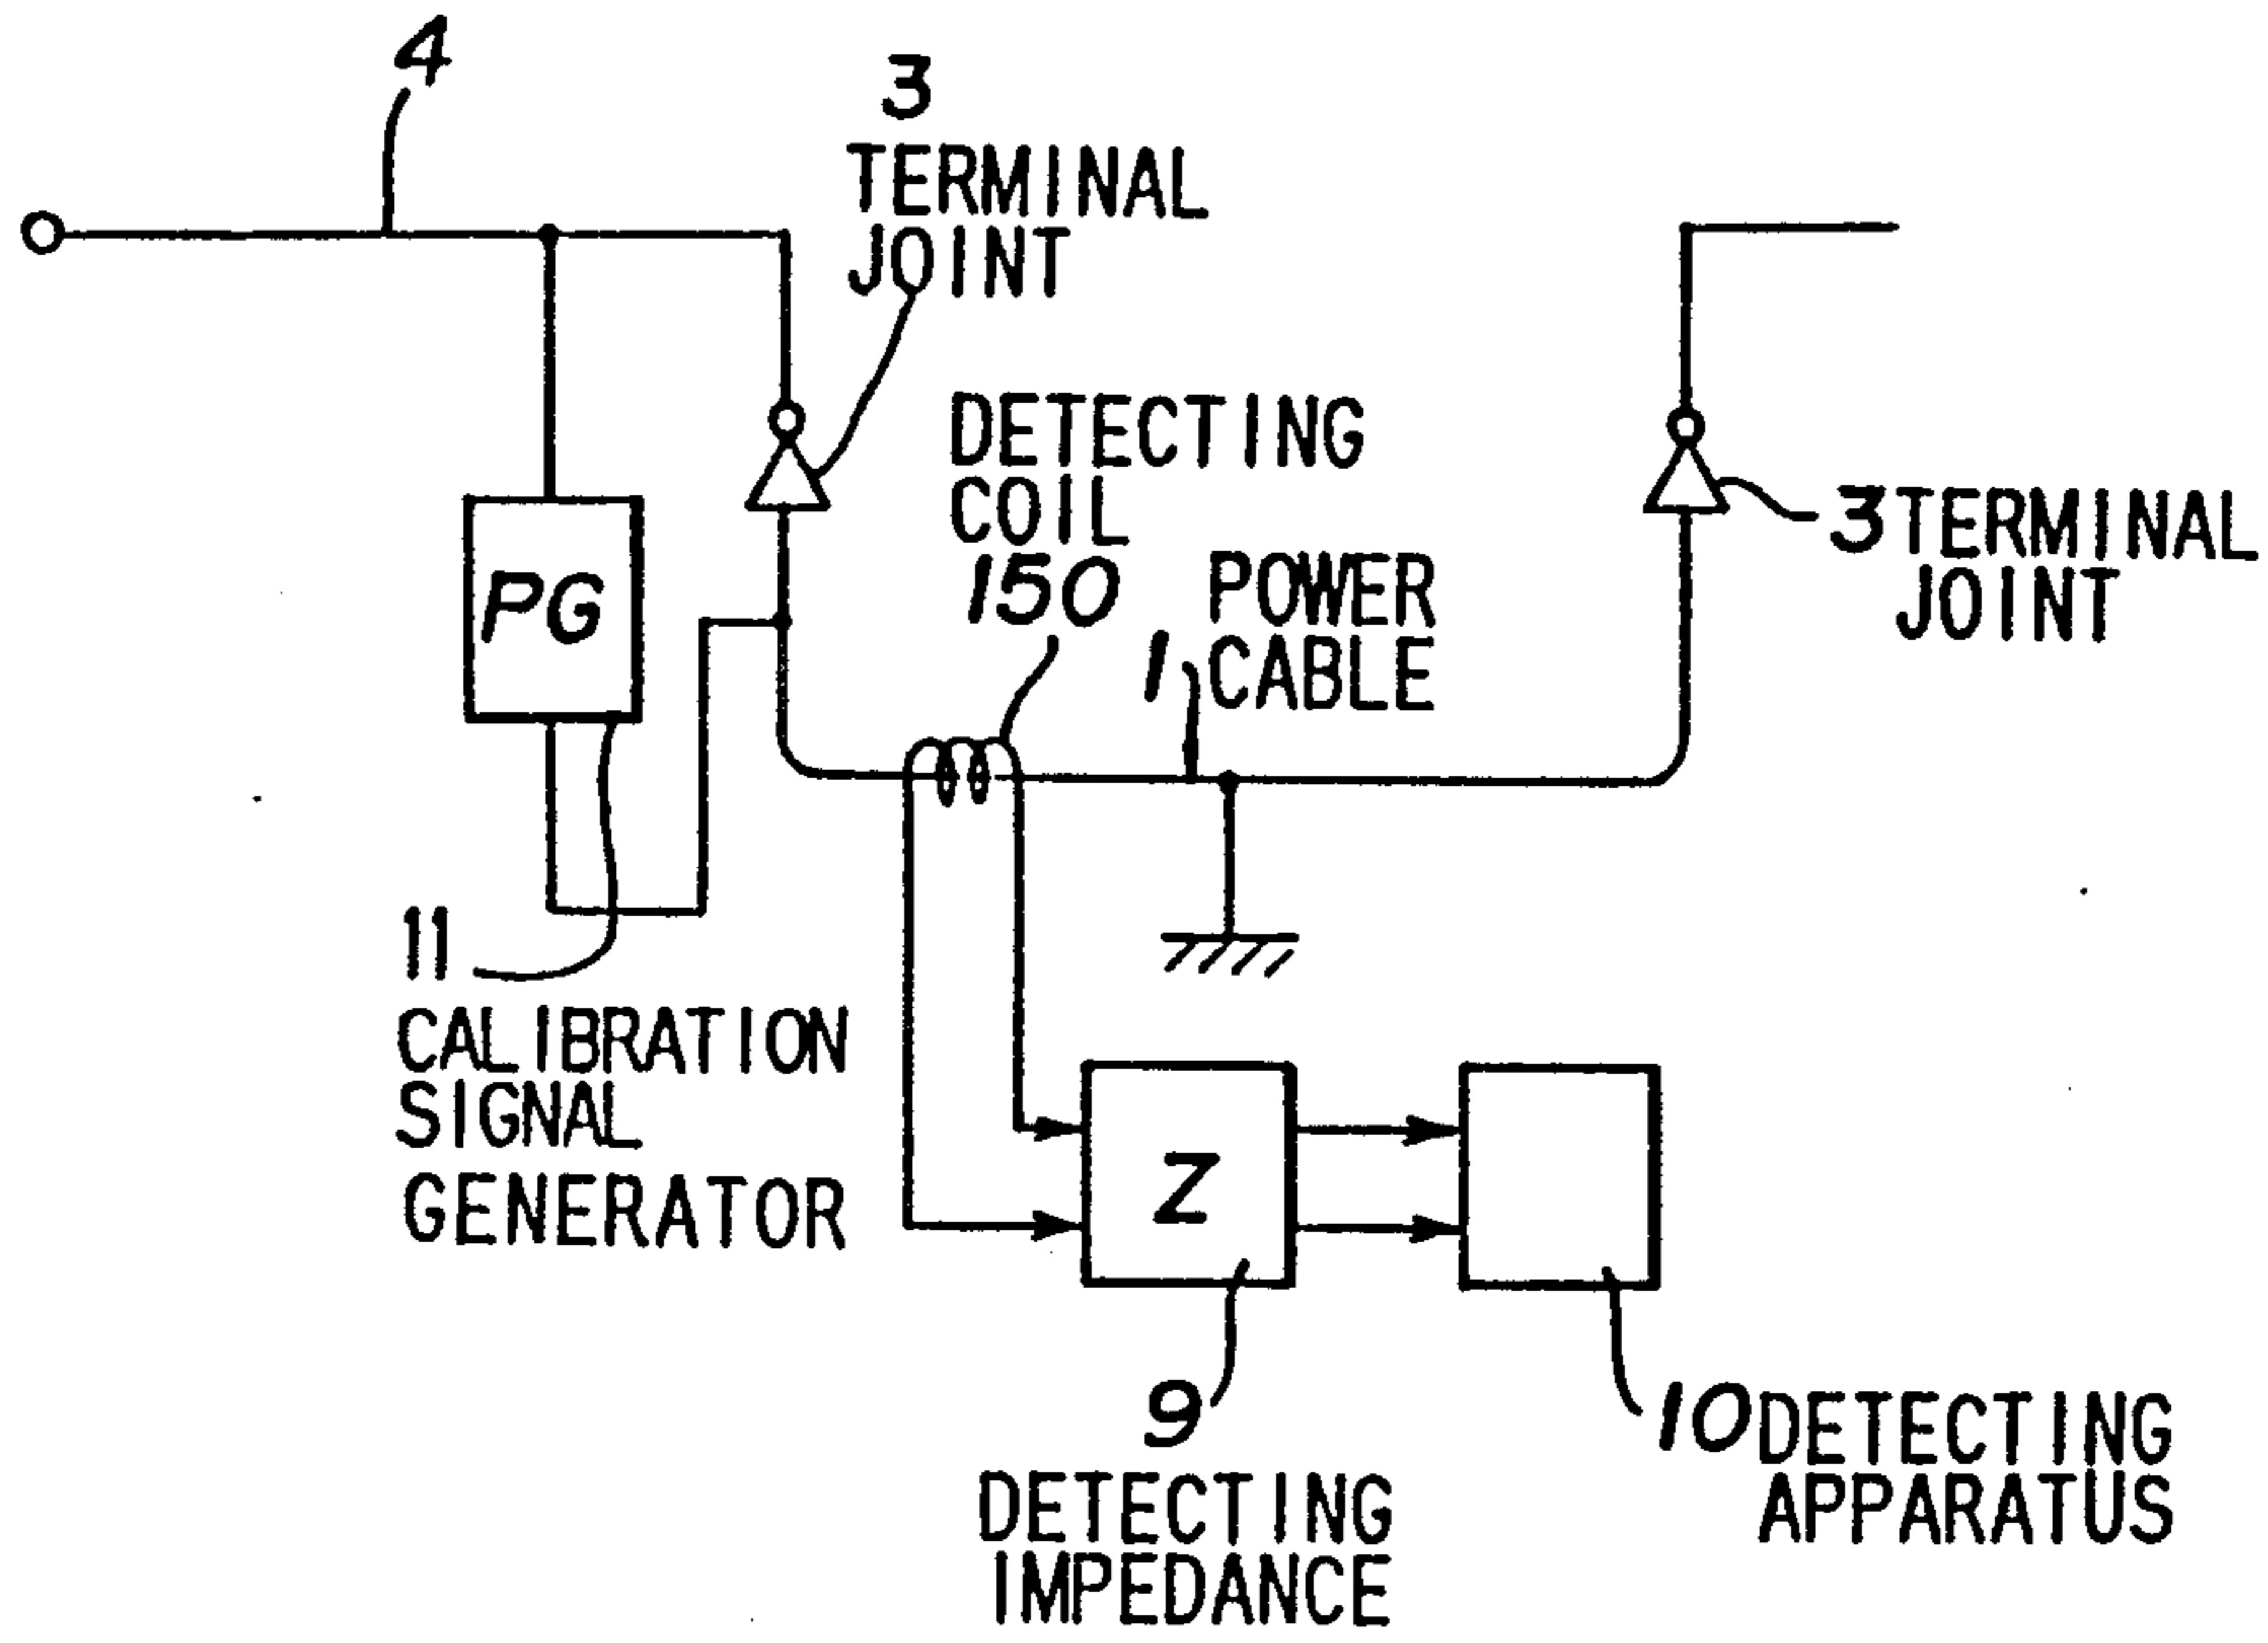 4
3
TERMINAL
JOINT
DETECTING
COIL
150
POWER
1 CABLE
3 TERMINAL
JOINT
PG
11
CALIBRATION
SIGNAL
GENERATOR
Z
9
DETECTING
IMPEDANCE
10 DETECTING
APPARATUS